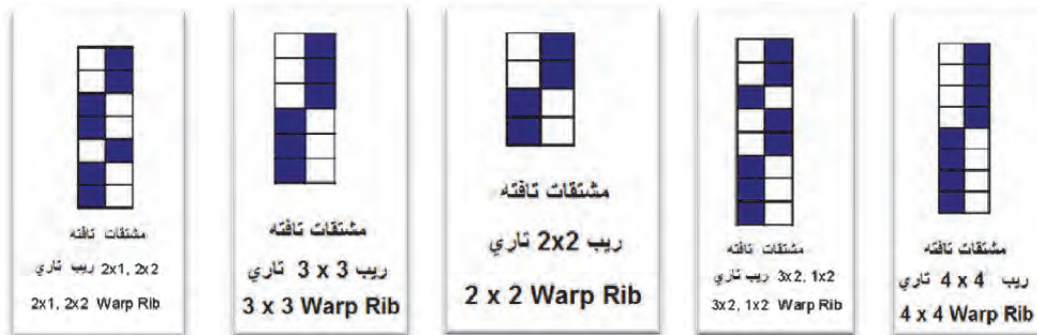 مشتقات تافته
ريب تاري 2x1, 2x2
2x1, 2x2 Warp Rib
مشتقات تافته
ريب 3 x 3 تاري
3 x 3 Warp Rib
مشتقات تافته
ريب 2x2 تاري
2 x 2 Warp Rib
مشتقات تافته
ريب تاري 3x2, 1x2
3x2, 1x2 Warp Rib
مشتقات تافته
ريب 4 x 4 تاري
4 x 4 Warp Rib